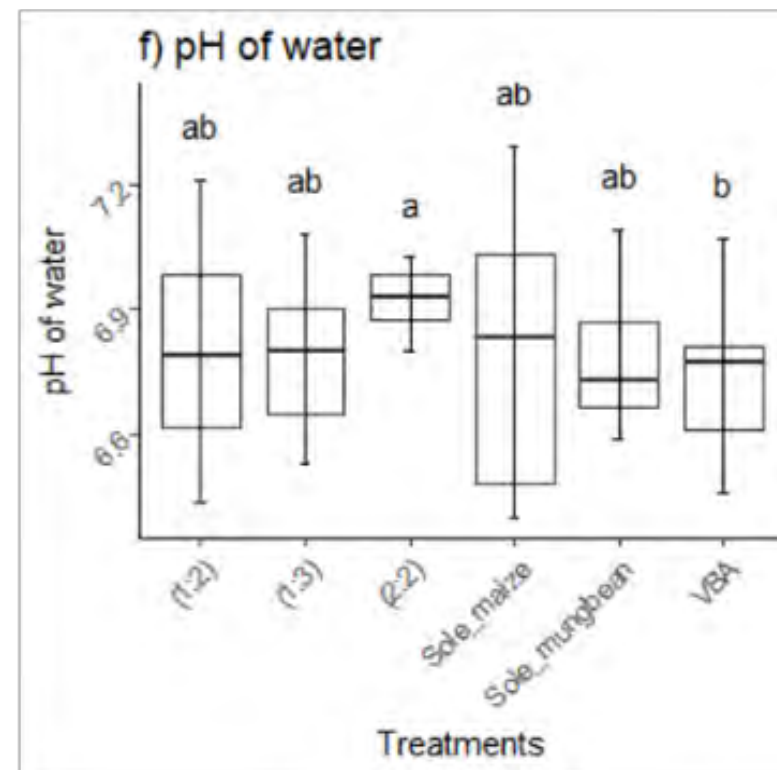 f) pH of water
ab
ab
ab
a
ab
b
pH of water
7.2
6.9
6.6
(1:2)
(1:3)
(2:2)
Sole_maize
Sole_mungbean
VBA
Treatments